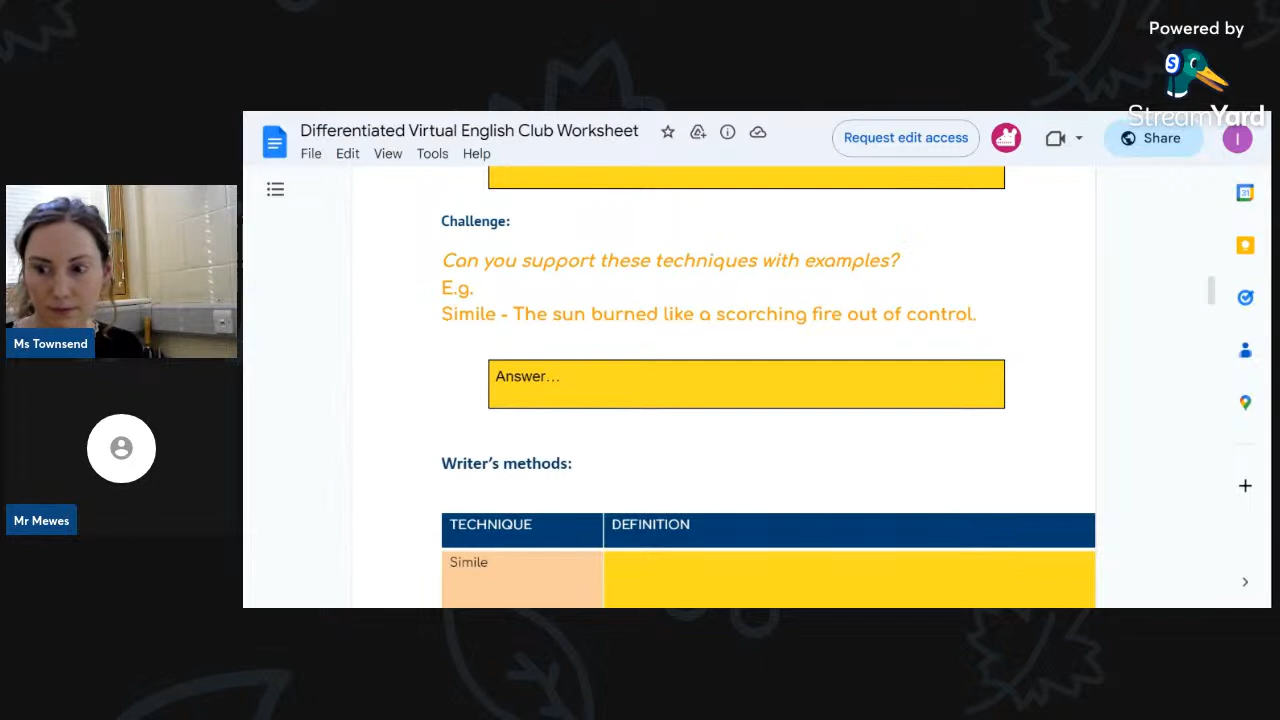 Powered by
StreamYard
Differentiated Virtual English Club Worksheet
File Edit View Tools Help
Request edit access
Share
I
Challenge:
Can you support these techniques with examples?
E.g.
Simile - The sun burned like a scorching fire out of control.
Answer…
Writer's methods:
TECHNIQUE DEFINITION
Simile
Ms Townsend
Mr Mewes
S
31